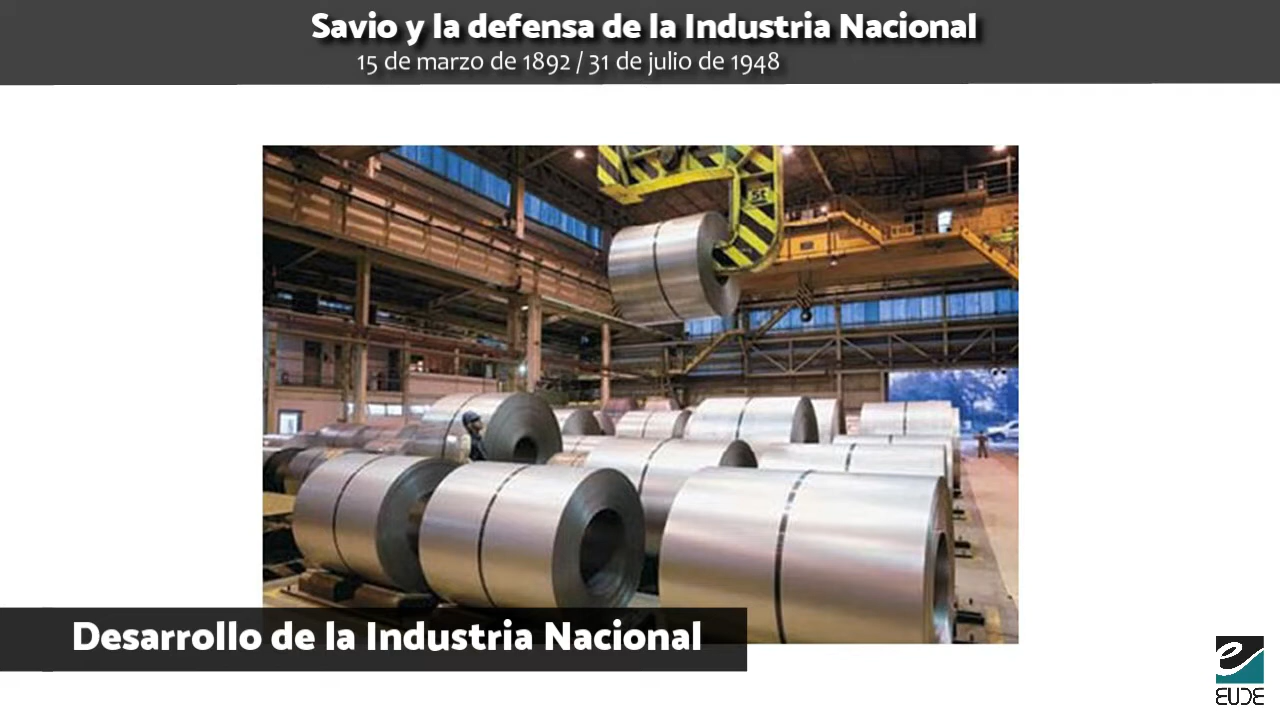 Savio y la defensa de la Industria Nacional
15 de marzo de 1892 / 31 de julio de 1948
Desarrollo de la Industria Nacional
EUDE